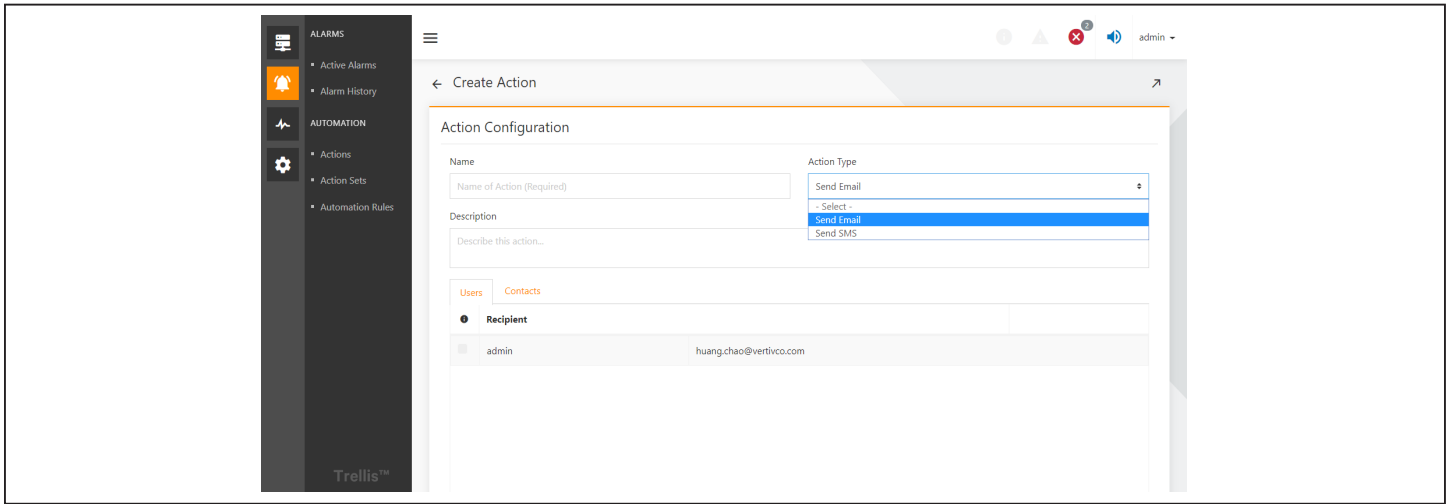 ALARMS
Active Alarms
Alarm History
AUTOMATION
Actions
Action Sets
Automation Rules
Trellis™
2
admin
Create Action
Action Configuration
Name
Name of Action (Required)
Action Type
Send Email
- Select -
Send Email
Send SMS
Description
Describe this action...
Users Contacts
Recipient
admin huang.chao@vertivco.com